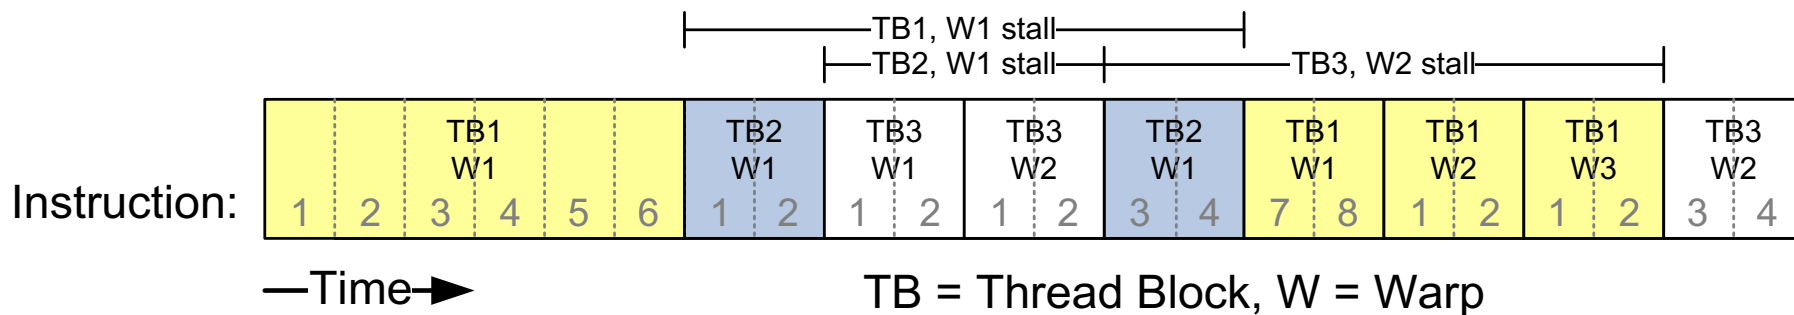 TB1, W1 stall
TB2, W1 stall TB3, W2 stall
TB1 TB2 TB3 TB3 TB2 TB1 TB1 TB1 TB3
W1 W1 W1 W2 W1 W1 W2 W3 W2
Instruction: 1 2 3 4 5 6 1 2 1 2 1 2 3 4 7 8 1 2 1 2 3 4
Time TB = Thread Block, W = Warp